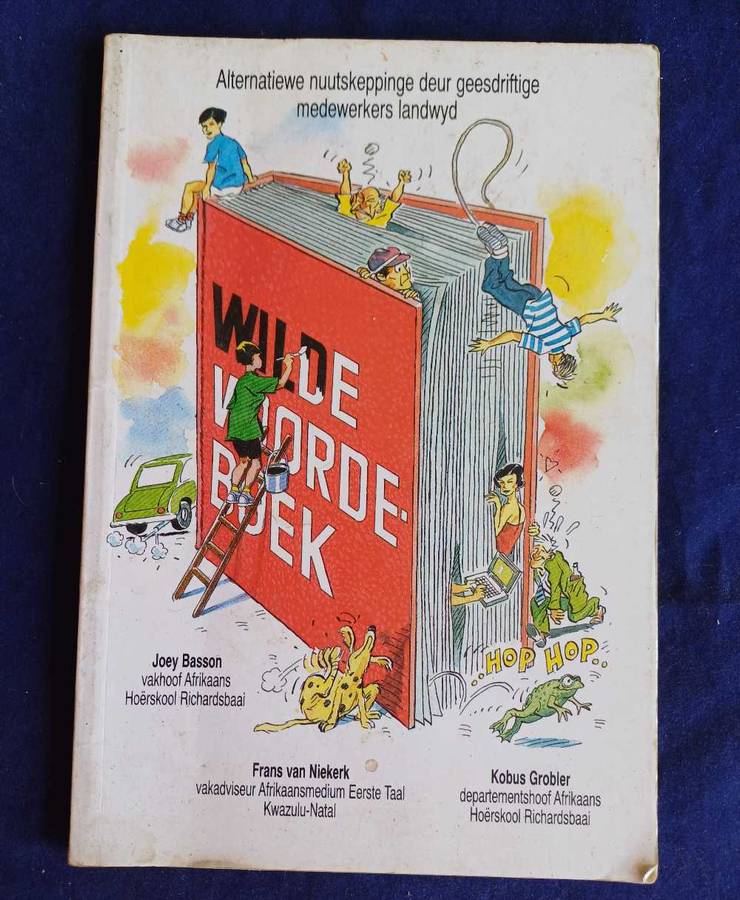 Alternatiewe nuutskeppinge deur geesdriftige
medewerkers landwyd
WILDE
WOORDE-
BOEK
..HOP HOP..
Joey Basson
vakhoof Afrikaans
Hoërskool Richardsbaai
Frans van Niekerk
vakadviseur Afrikaansmedium Eerste Taal
Kwazulu-Natal
Kobus Grobler
departementshoof Afrikaans
Hoërskool Richardsbaai